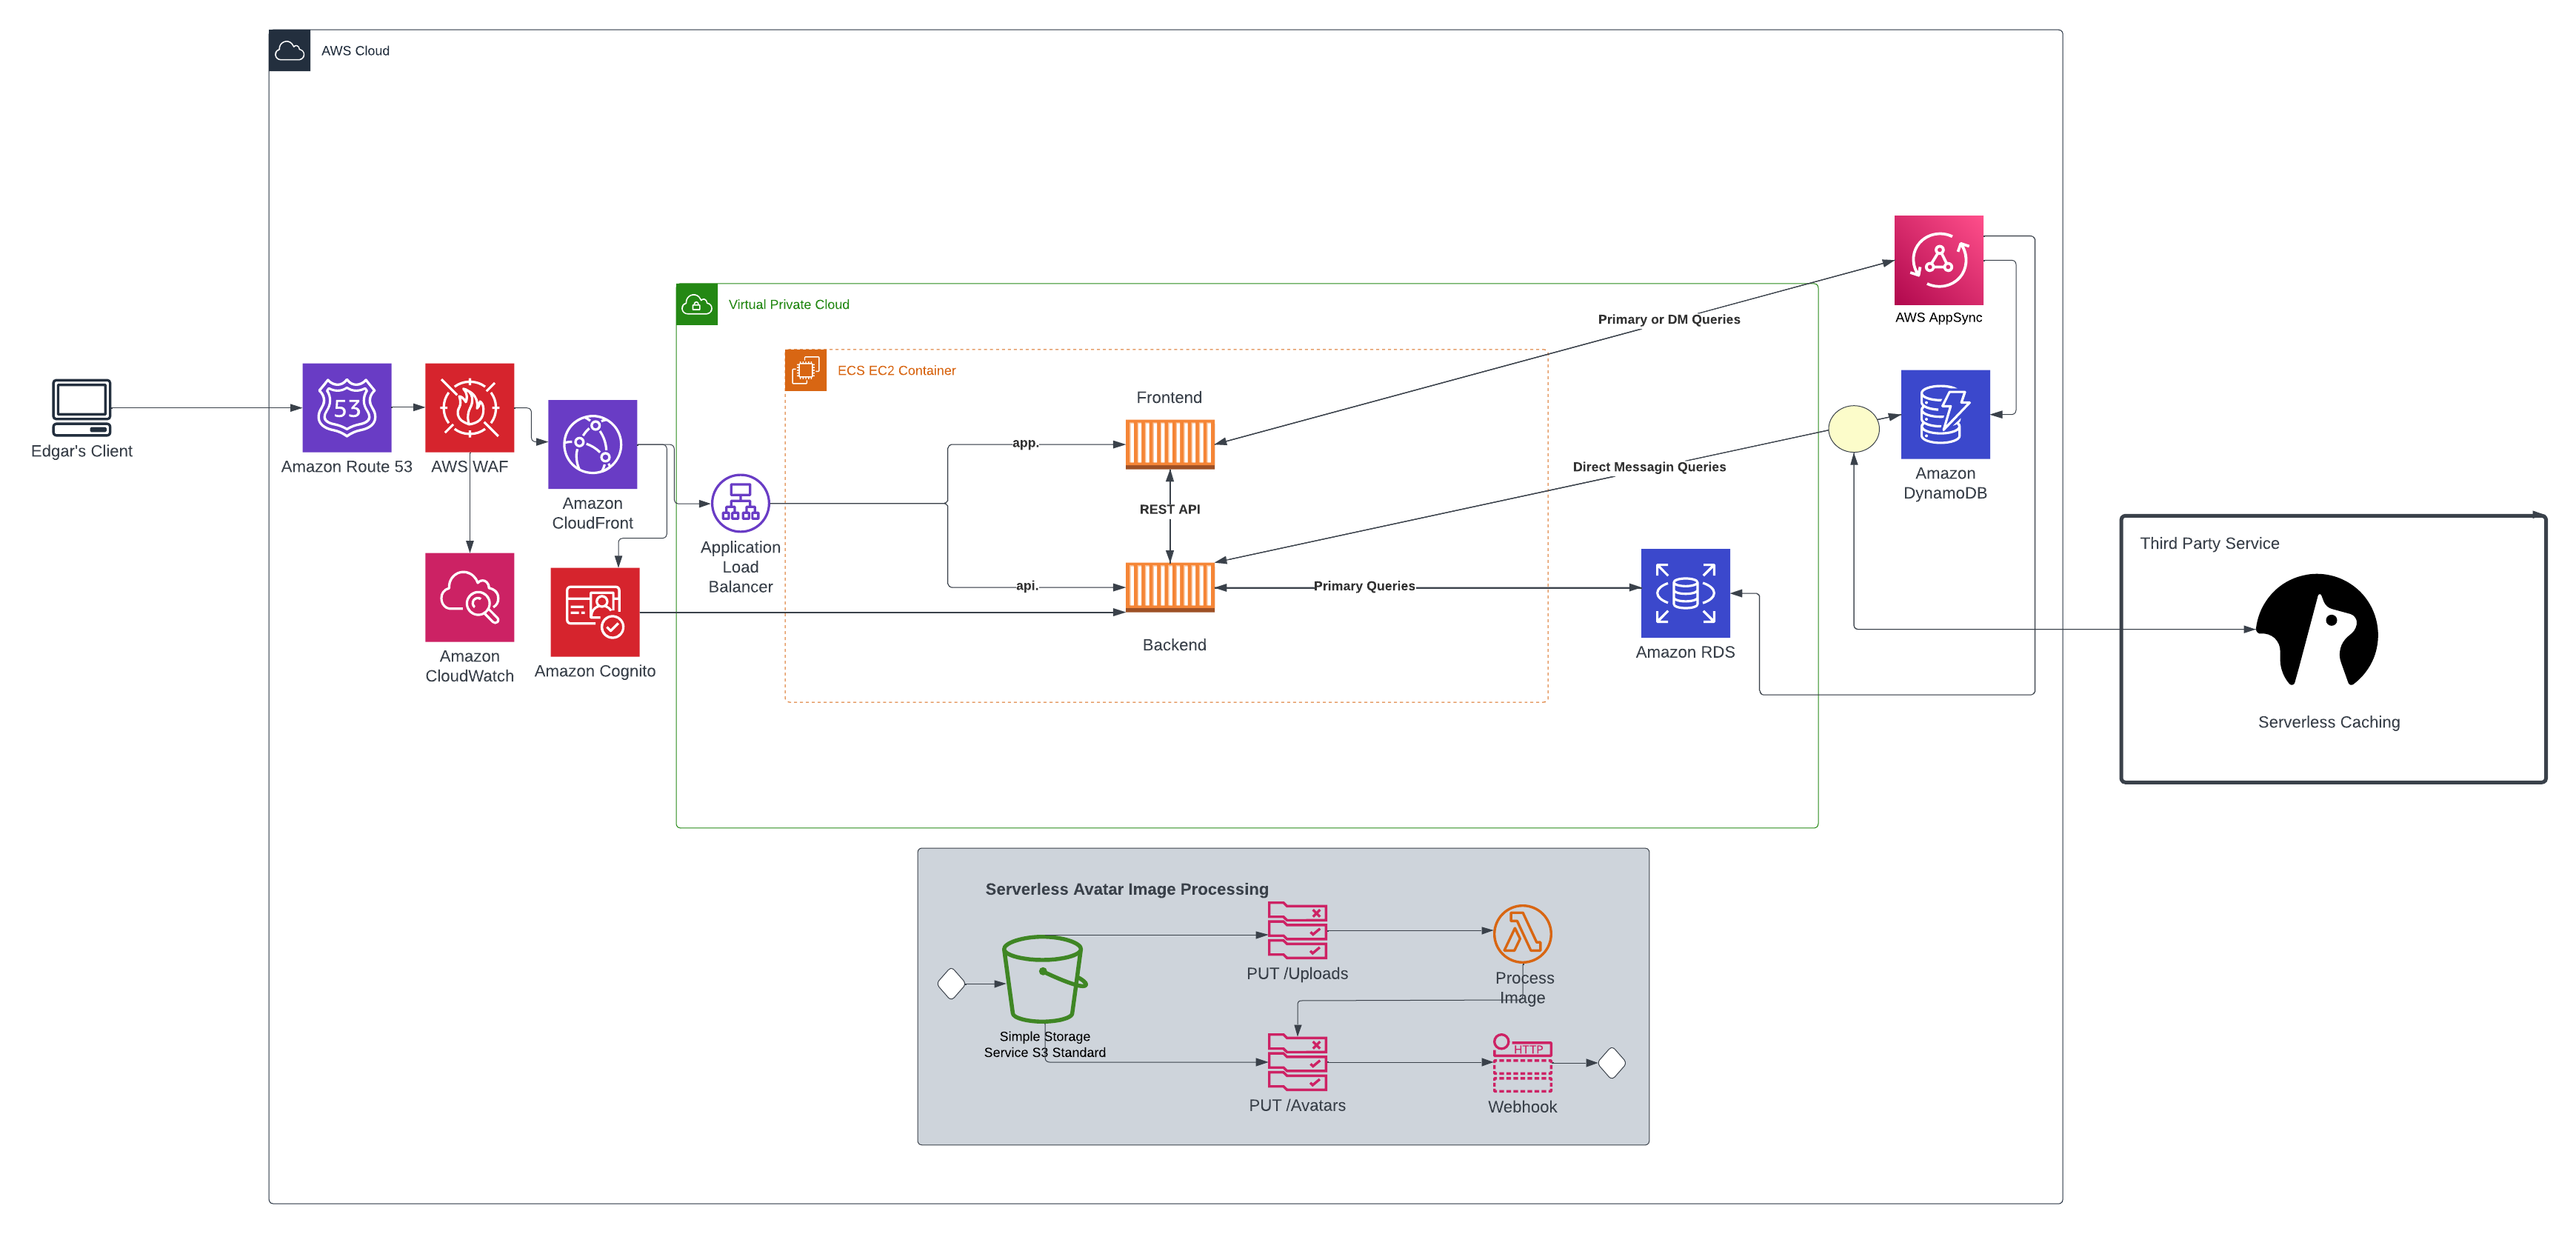 AWS Cloud
Virtual Private Cloud
ECS EC2 Container
Edgar's Client
53
Amazon Route 53
AWS WAF
Amazon
CloudFront
Amazon
CloudWatch
Amazon Cognito
Application
Load
Balancer
app.
api.
Frontend
REST API
Backend
Primary or DM Queries
Direct Messagin Queries
Primary Queries
AWS AppSync
Amazon
DynamoDB
Amazon RDS
Third Party Service
Serverless Caching
Serverless Avatar Image Processing
Simple Storage
Service S3 Standard
PUT /Uploads
Process
Image
PUT /Avatars
HTTP
Webhook